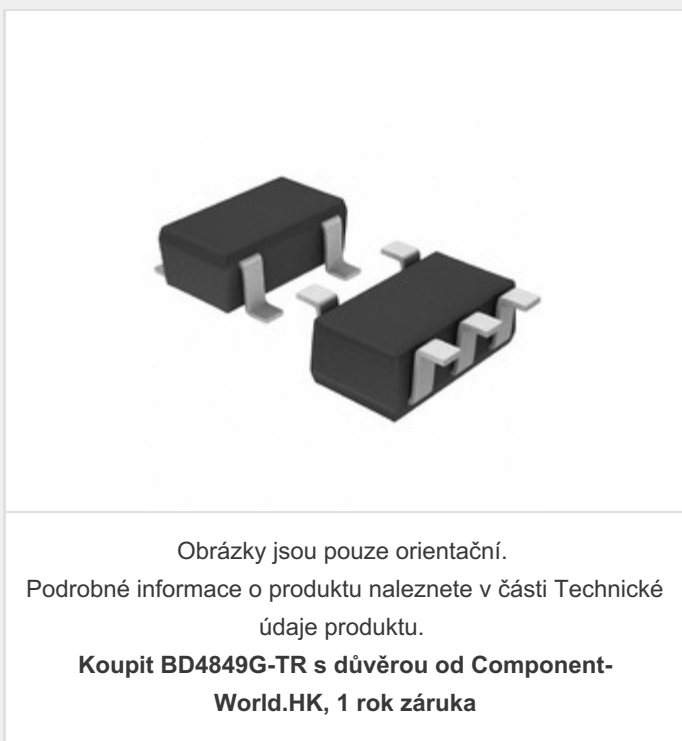 Obrázky jsou pouze orientační.
Podrobné informace o produktu naleznete v části Technické
údaje produktu.
Koupit BD4849G-TR s důvěrou od Component-
World.HK, 1 rok záruka